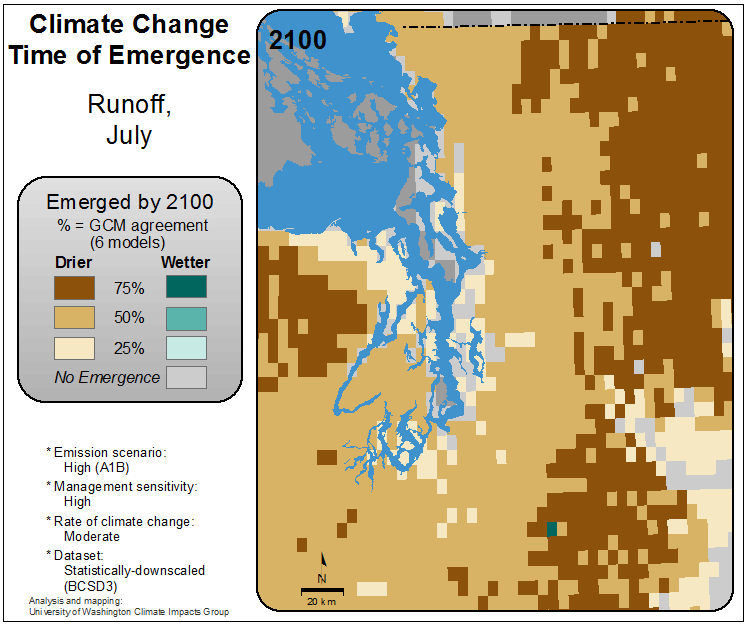 Climate Change
Time of Emergence
Runoff,
July
Emerged by 2100
% = GCM agreement
(6 models)
Drier Wetter
75%
50%
25%
No Emergence
* Emission scenario:
High (A1B)
* Management sensitivity:
High
* Rate of climate change:
Moderate
* Dataset:
Statistically-downscaled
(BCSD3)
Analysis and mapping:
University of Washington Climate Impacts Group
2100
N
20 km